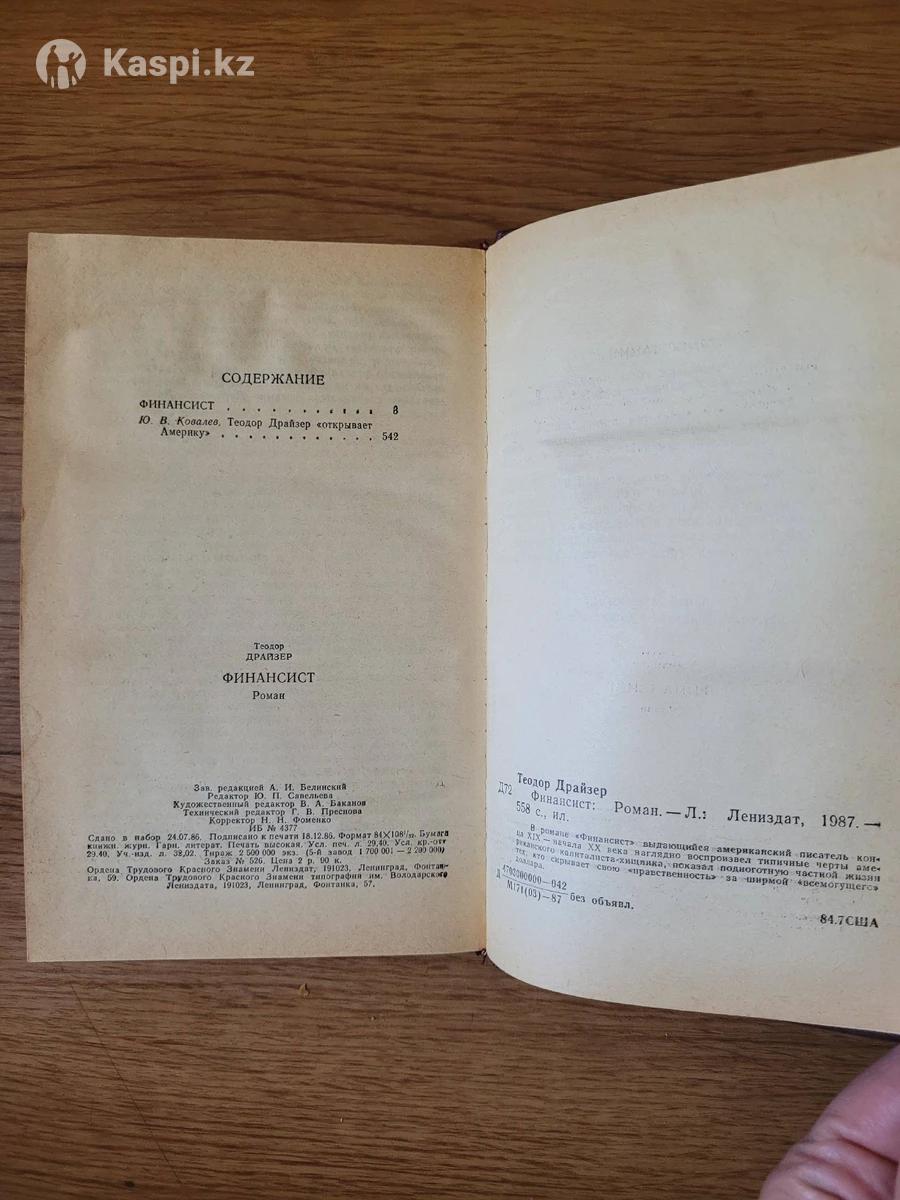 Kaspi.kz
СОДЕРЖАНИЕ
ФИНАНСИСТ . . . . . . . . . . . 3
Ю. В. Ковалев, Теодор Драйзер «открывает
Америку» . . . . . . . . . . . . . 542
Теодор
ДРАЙЗЕР
ФИНАНСИСТ
Роман
Зав. редакцией А. И. Белинский
Редактор Ю. П. Савельева
Художественный редактор В. А. Баканов
Технический редактор Г. В. Преснова
Корректор Н. Н. Фоменко
ИБ № 4377
Сдано в набор 24.07.86. Подписано к печати 18.12.86. Формат 84×108¹/₃₂. Бумага
книжн. журн. Гарн. литерат. Печать высокая. Усл. печ. л. 29,40. Усл. кр.-отт
29,40. Уч.-изд. л. 38,02. Тираж 2 500 000 экз. (5-й завод 1 700 001—2 200 000)
Заказ № 526. Цена 2 р. 90 к.
Ордена Трудового Красного Знамени Лениздат, 191023, Ленинград, Фонтан-
ка, 59. Ордена Трудового Красного Знамени типография им. Володарского
Лениздата, 191023, Ленинград, Фонтанка, 57.
Теодор Драйзер
Д72 Финансист: Роман. — Л.: Лениздат, 1987. —
558 с., ил.
В романе «Финансист» выдающийся американский писатель кон-
ца XIX — начала XX века наглядно воспроизвел типичные черты аме-
риканского капиталиста-хищника, показал подноготную частной жизни
тех, кто скрывает свою «нравственность» за ширмой «всемогущего»
доллара.
Д 4703000000—042
М171(03)—87 без объявл.
84.7США